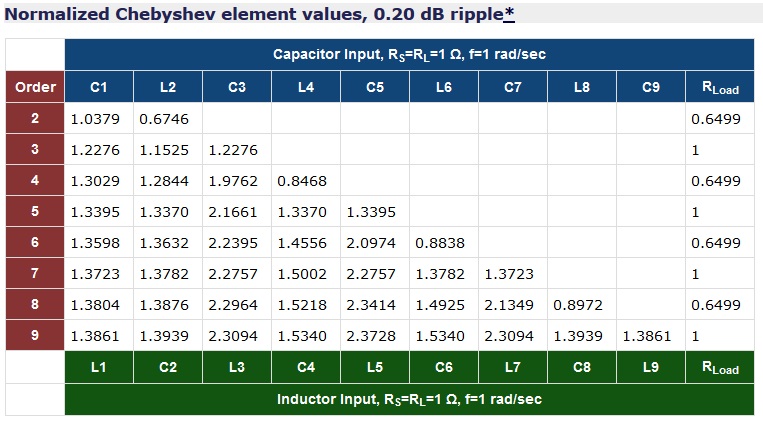 Normalized Chebyshev element values, 0.20 dB ripple*
Capacitor Input, RS=RL=1 Ω, f=1 rad/sec
Order C1 L2 C3 L4 C5 L6 C7 L8 C9 RLoad
2 1.0379 0.6746 0.6499
3 1.2276 1.1525 1.2276 1
4 1.3029 1.2844 1.9762 0.8468 0.6499
5 1.3395 1.3370 2.1661 1.3370 1.3395 1
6 1.3598 1.3632 2.2395 1.4556 2.0974 0.8838 0.6499
7 1.3723 1.3782 2.2757 1.5002 2.2757 1.3782 1.3723 1
8 1.3804 1.3876 2.2964 1.5218 2.3414 1.4925 2.1349 0.8972 0.6499
9 1.3861 1.3939 2.3094 1.5340 2.3728 1.5340 2.3094 1.3939 1.3861 1
L1 C2 L3 C4 L5 C6 L7 C8 L9 RLoad
Inductor Input, RS=RL=1 Ω, f=1 rad/sec